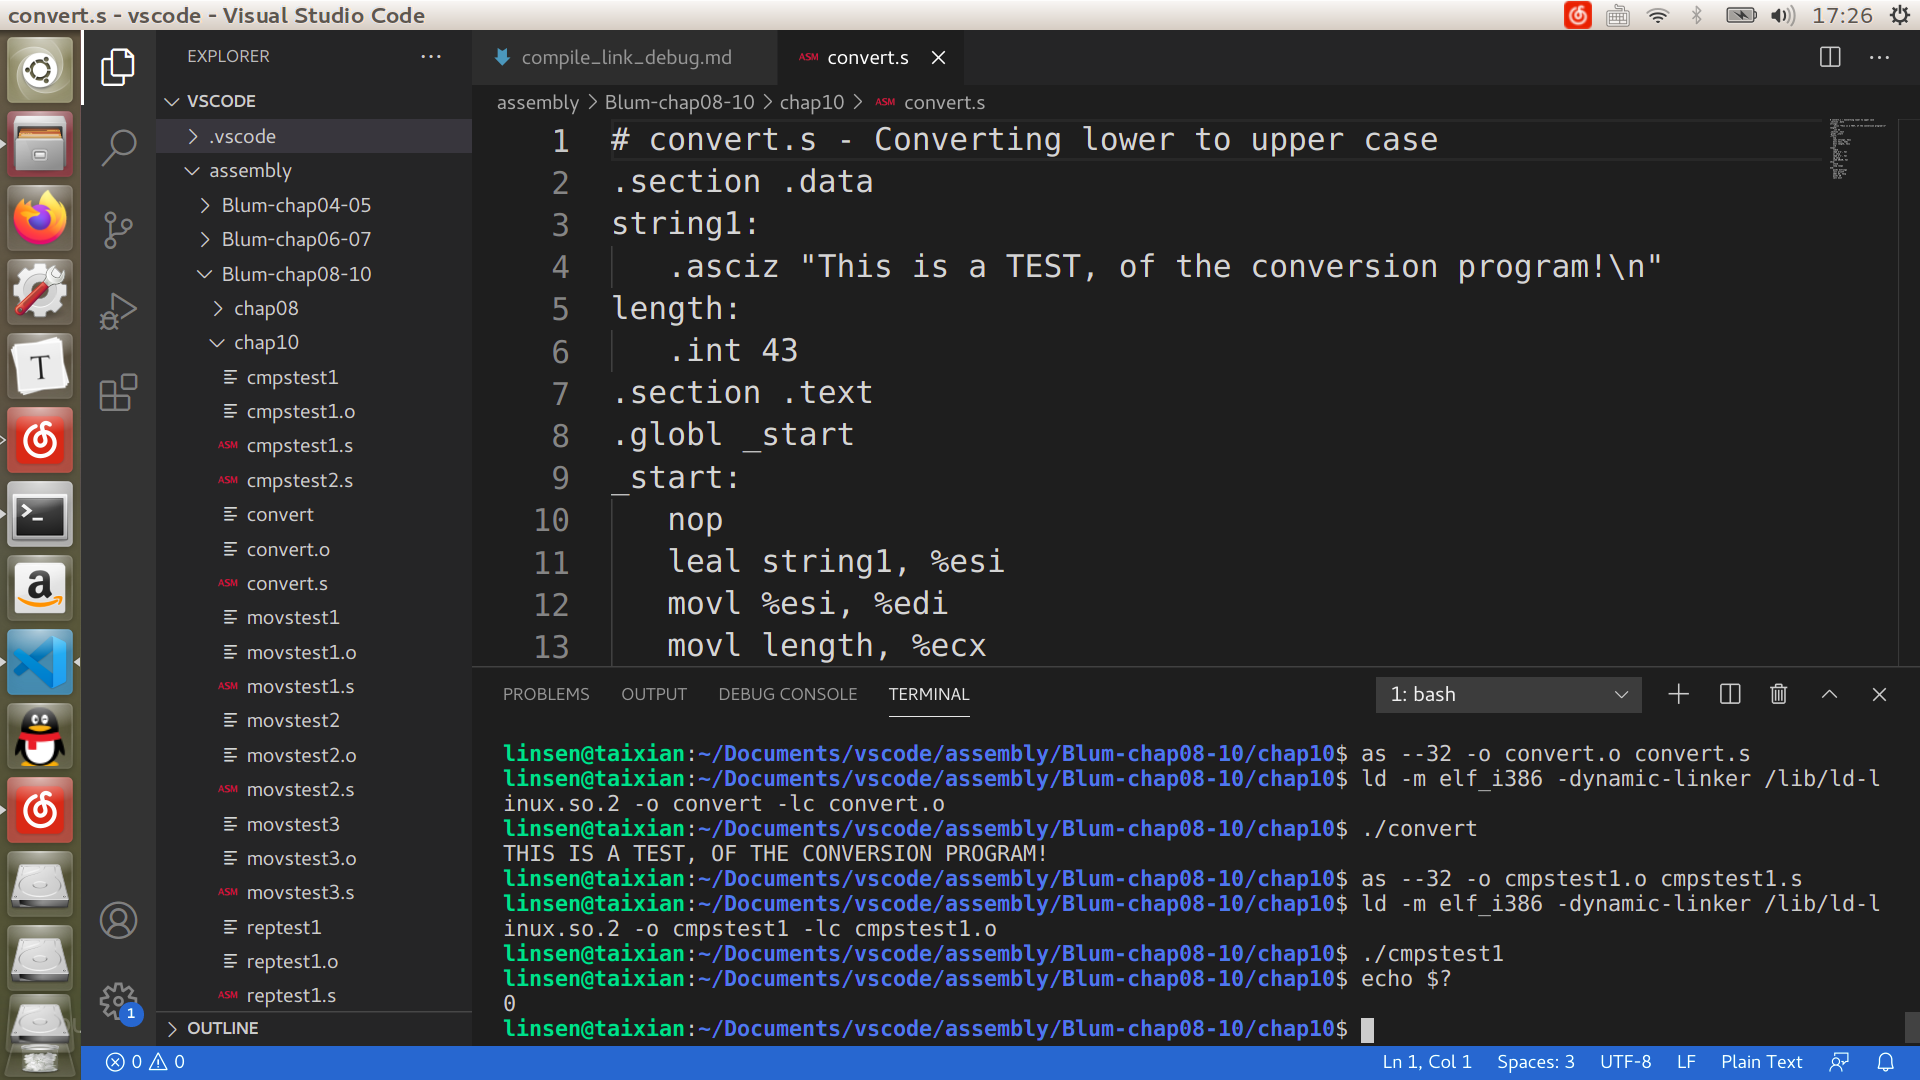 convert.s - vscode - Visual Studio Code
17:26
EXPLORER
VSCODE
.vscode
assembly
Blum-chap04-05
Blum-chap06-07
Blum-chap08-10
chap08
chap10
cmpstest1
cmpstest1.o
ASM cmpstest1.s
ASM cmpstest2.s
convert
convert.o
ASM convert.s
movstest1
movstest1.o
ASM movstest1.s
movstest2
movstest2.o
ASM movstest2.s
movstest3
movstest3.o
ASM movstest3.s
reptest1
reptest1.o
ASM reptest1.s
OUTLINE
1
T
a
compile_link_debug.md
ASM convert.s
assembly > Blum-chap08-10 > chap10 > ASM convert.s
1 # convert.s - Converting lower to upper case
2 .section .data
3 string1:
4 .asciz "This is a TEST, of the conversion program!\n"
5 length:
6 .int 43
7 .section .text
8 .globl _start
9 _start:
10 nop
11 leal string1, %esi
12 movl %esi, %edi
13 movl length, %ecx
PROBLEMS OUTPUT DEBUG CONSOLE TERMINAL
1: bash
linsen@taixian:~/Documents/vscode/assembly/Blum-chap08-10/chap10$ as --32 -o convert.o convert.s
linsen@taixian:~/Documents/vscode/assembly/Blum-chap08-10/chap10$ ld -m elf_i386 -dynamic-linker /lib/ld-l
inux.so.2 -o convert -lc convert.o
linsen@taixian:~/Documents/vscode/assembly/Blum-chap08-10/chap10$ ./convert
THIS IS A TEST, OF THE CONVERSION PROGRAM!
linsen@taixian:~/Documents/vscode/assembly/Blum-chap08-10/chap10$ as --32 -o cmpstest1.o cmpstest1.s
linsen@taixian:~/Documents/vscode/assembly/Blum-chap08-10/chap10$ ld -m elf_i386 -dynamic-linker /lib/ld-l
inux.so.2 -o cmpstest1 -lc cmpstest1.o
linsen@taixian:~/Documents/vscode/assembly/Blum-chap08-10/chap10$ ./cmpstest1
linsen@taixian:~/Documents/vscode/assembly/Blum-chap08-10/chap10$ echo $?
0
linsen@taixian:~/Documents/vscode/assembly/Blum-chap08-10/chap10$
0 0
Ln 1, Col 1 Spaces: 3 UTF-8 LF Plain Text